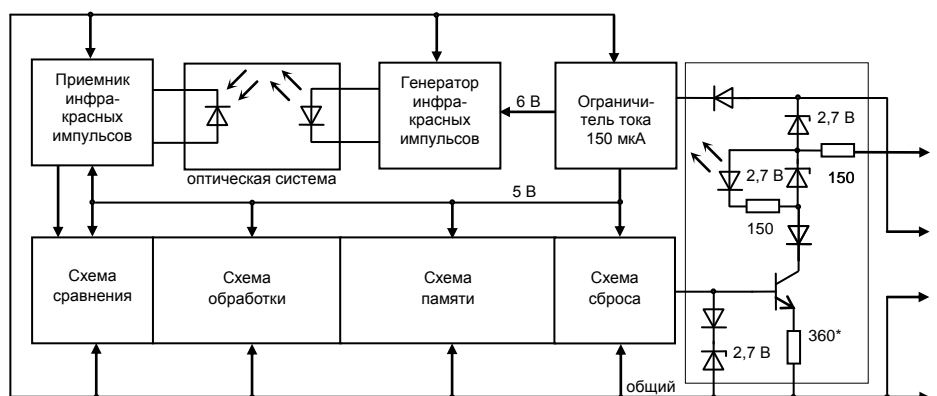 Приемник
инфра-
красных
импульсов
оптическая система
Генератор
инфра-
красных
импульсов
6 В
Ограничи-
тель тока
150 мкА
2,7 В
2,7 В
150
150
5 В
Схема
сравнения
Схема
обработки
Схема
памяти
Схема
сброса
2,7 В
360*
общий